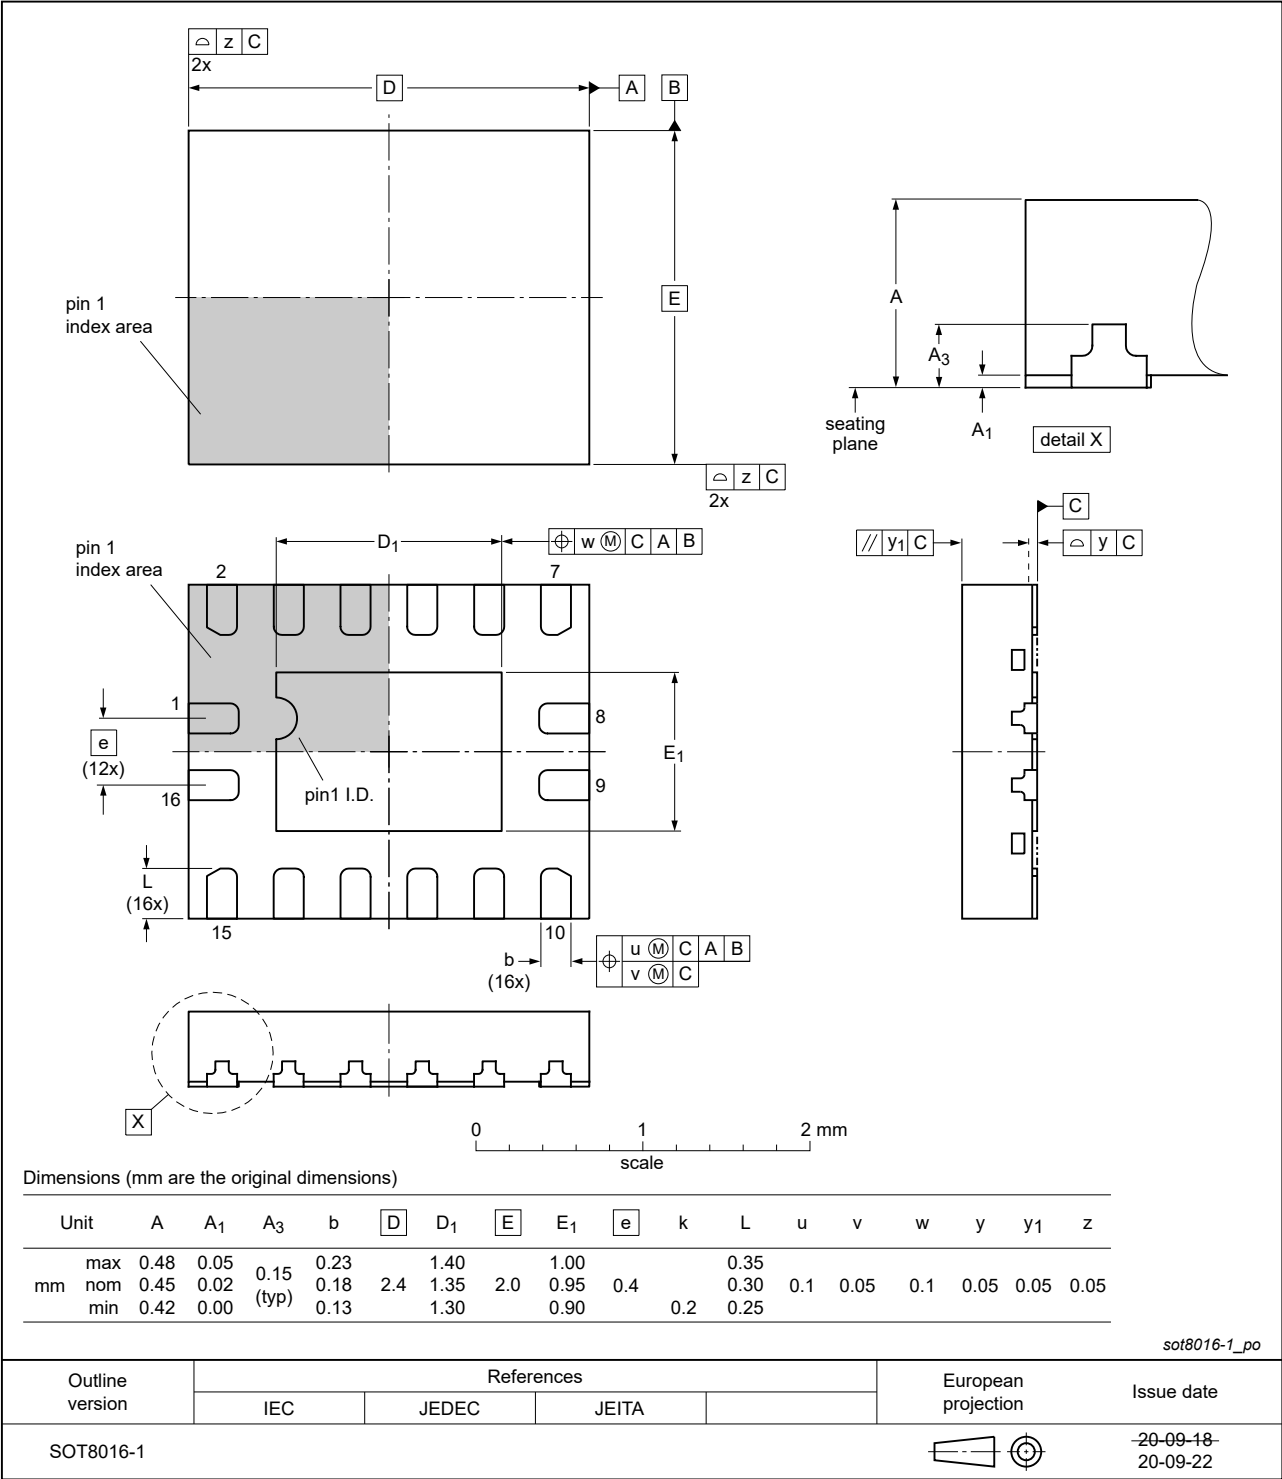 ⌓ z C
2x
D A B
pin 1
index area
E
A
A3
seating
plane
A1
detail X
⌓ z C
2x
C
pin 1
index area
D1
⌖ w Ⓜ C A B
// y1 C
⌓ y C
2 7
1 8
e
(12x)
E1
16 9
pin1 I.D.
L
(16x)
15 10
b
(16x)
⌖ u Ⓜ C A B
v Ⓜ C
X
0 1 2 mm
scale
Dimensions (mm are the original dimensions)
Unit A A1 A3 b D D1 E E1 e k L u v w y y1 z
max 0.48 0.05 0.23 1.40 1.00 0.35
mm nom 0.45 0.02 0.15 (typ) 0.18 2.4 1.35 2.0 0.95 0.4 0.30 0.1 0.05 0.1 0.05 0.05 0.05
min 0.42 0.00 0.13 1.30 0.90 0.2 0.25
sot8016-1_po
Outline version References European projection Issue date
IEC JEDEC JEITA
SOT8016-1
20-09-18
20-09-22